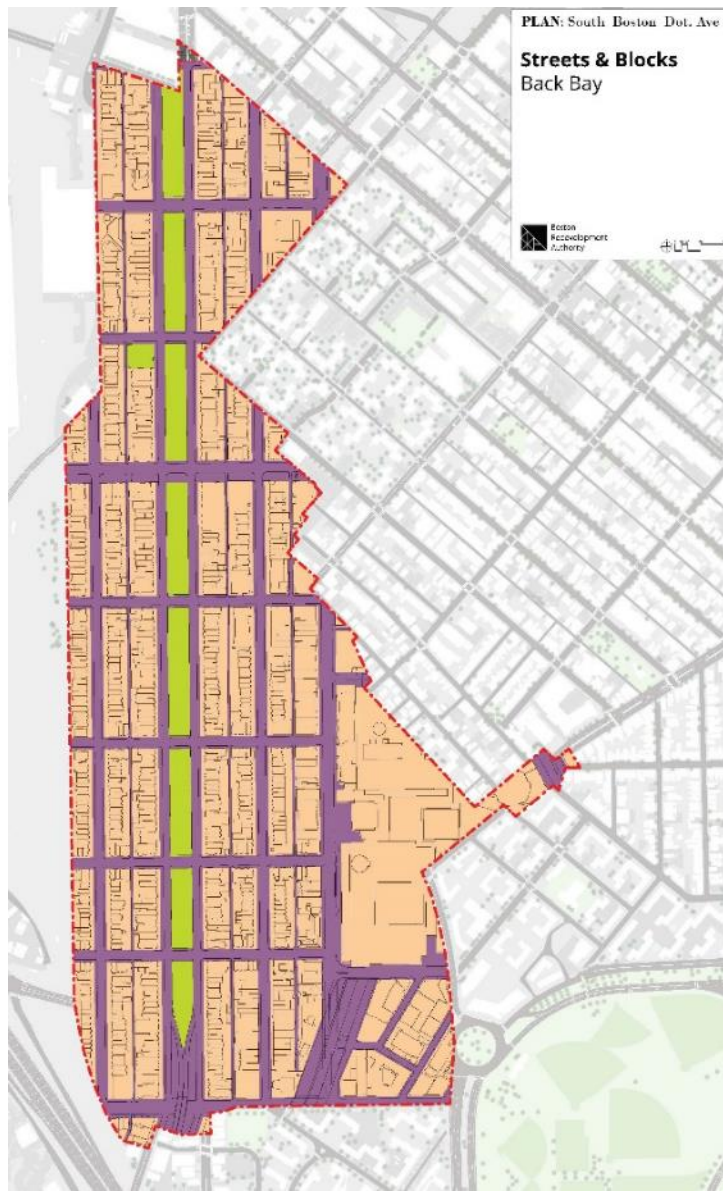 PLAN: South Boston Dot. Ave
Streets & Blocks
Back Bay
Boston
Redevelopment
Authority